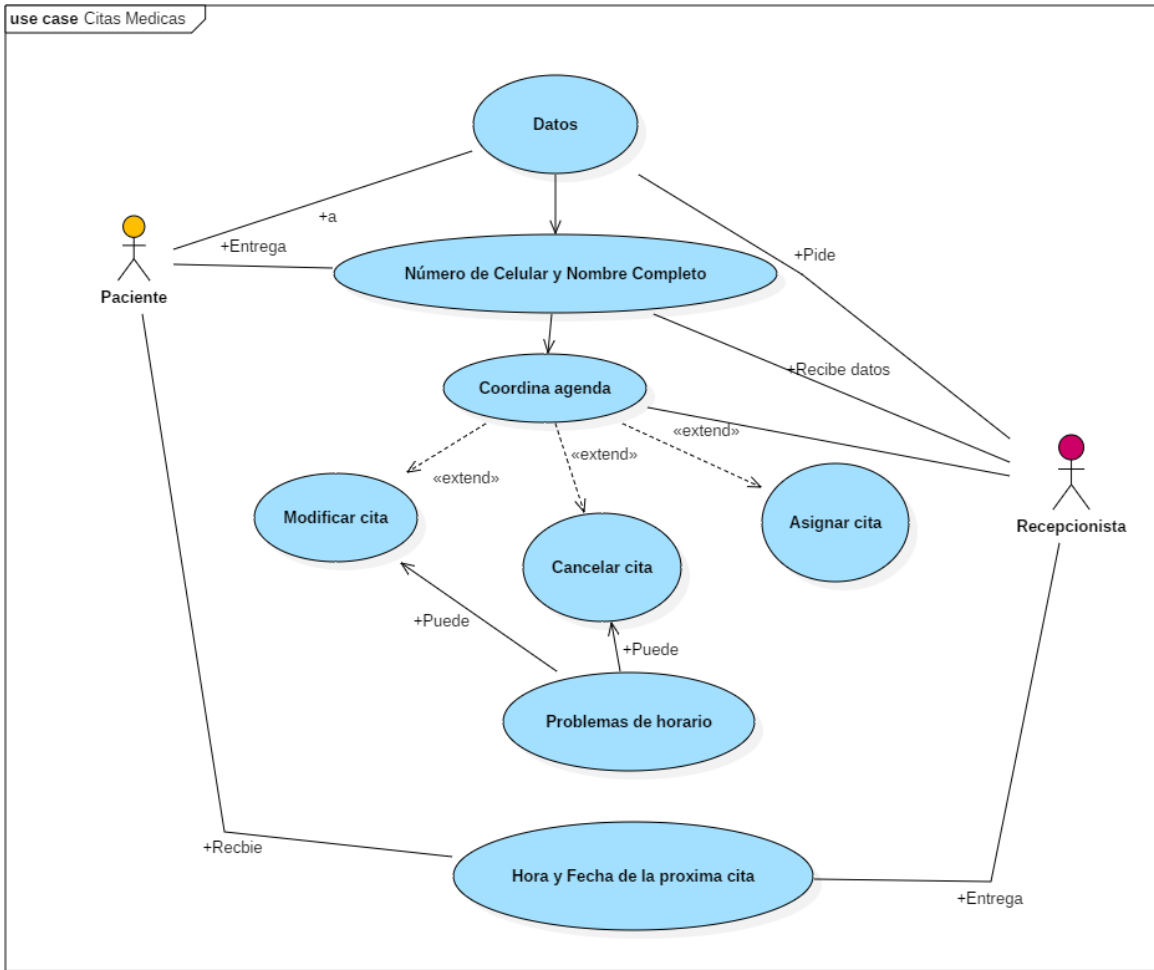 use case Citas Medicas
Datos
+a
+Entrega
+Pide
Número de Celular y Nombre Completo
Paciente
+Recibe datos
Coordina agenda
«extend»
«extend»
«extend»
Modificar cita
Asignar cita
Recepcionista
Cancelar cita
+Puede
+Puede
Problemas de horario
+Recbie
Hora y Fecha de la proxima cita
+Entrega